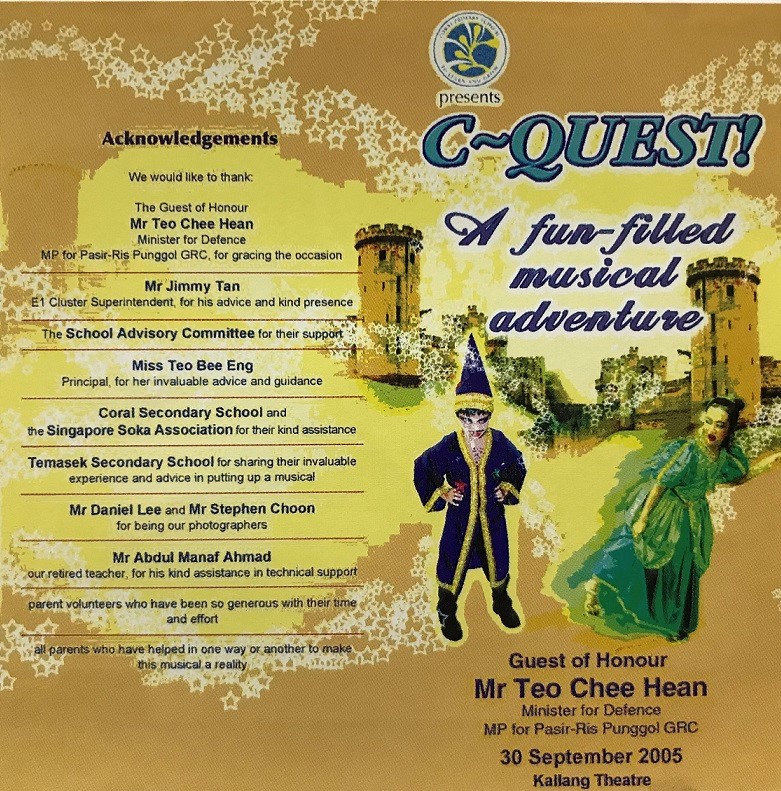 Acknowledgements
We would like to thank:
The Guest of Honour
Mr Teo Chee Hean
Minister for Defence
MP for Pasir-Ris Punggol GRC, for gracing the occasion
Mr Jimmy Tan
E1 Cluster Superintendent, for his advice and kind presence
The School Advisory Committee for their support
Miss Teo Bee Eng
Principal, for her invaluable advice and guidance
Coral Secondary School and
the Singapore Soka Association for their kind assistance
Temasek Secondary School for sharing their invaluable
experience and advice in putting up a musical
Mr Daniel Lee and Mr Stephen Choon
for being our photographers
Mr Abdul Manaf Ahmad
our retired teacher, for his kind assistance in technical support
parent volunteers who have been so generous with their time
and effort
all parents who have helped in one way or another to make
this musical a reality
CORAL PRIMARY SCHOOL
presents
C~QUEST!
A fun-filled
musical
adventure
Guest of Honour
Mr Teo Chee Hean
Minister for Defence
MP for Pasir-Ris Punggol GRC
30 September 2005
Kallang Theatre